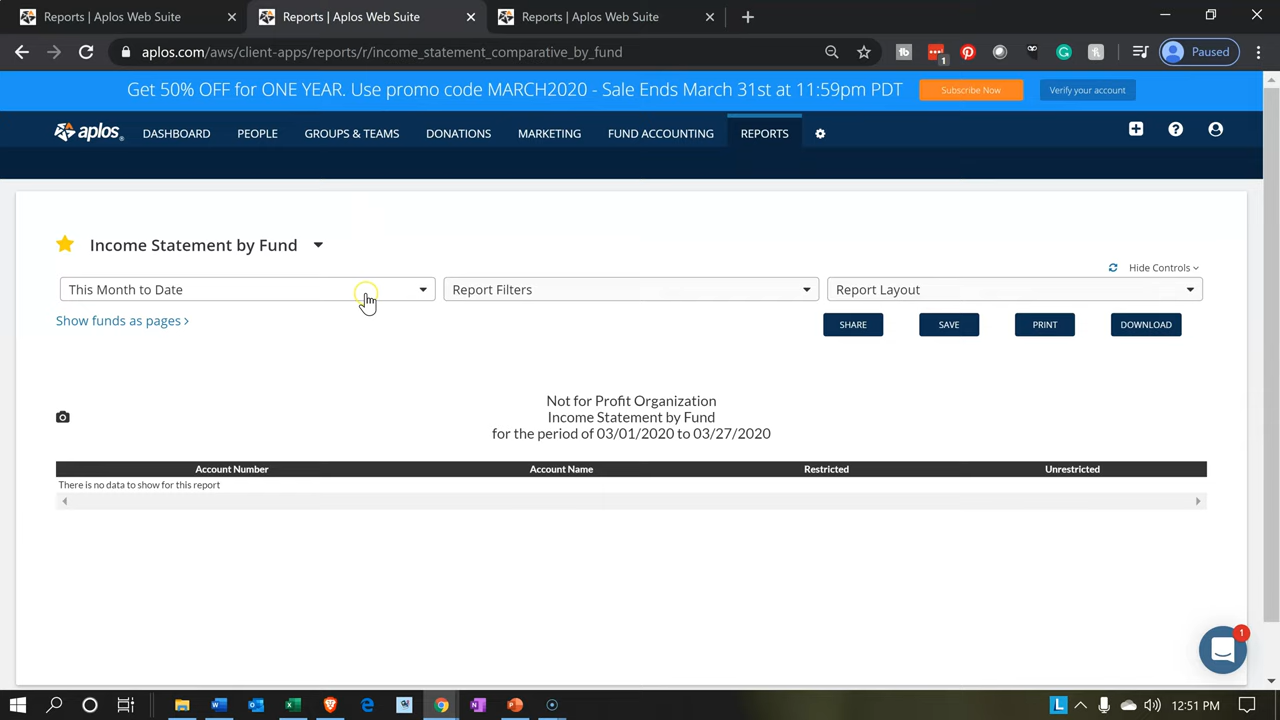 Reports | Aplos Web Suite
Reports | Aplos Web Suite
Reports | Aplos Web Suite
aplos.com/aws/client-apps/reports/r/income_statement_comparative_by_fund
1
Paused
Get 50% OFF for ONE YEAR. Use promo code MARCH2020 - Sale Ends March 31st at 11:59pm PDT
Subscribe Now
Verify your account
aplos
DASHBOARD
PEOPLE
GROUPS & TEAMS
DONATIONS
MARKETING
FUND ACCOUNTING
REPORTS
Income Statement by Fund
Hide Controls
This Month to Date
Report Filters
Report Layout
Show funds as pages >
SHARE
SAVE
PRINT
DOWNLOAD
Not for Profit Organization
Income Statement by Fund
for the period of 03/01/2020 to 03/27/2020
Account Number Account Name Restricted Unrestricted
There is no data to show for this report
1
12:51 PM